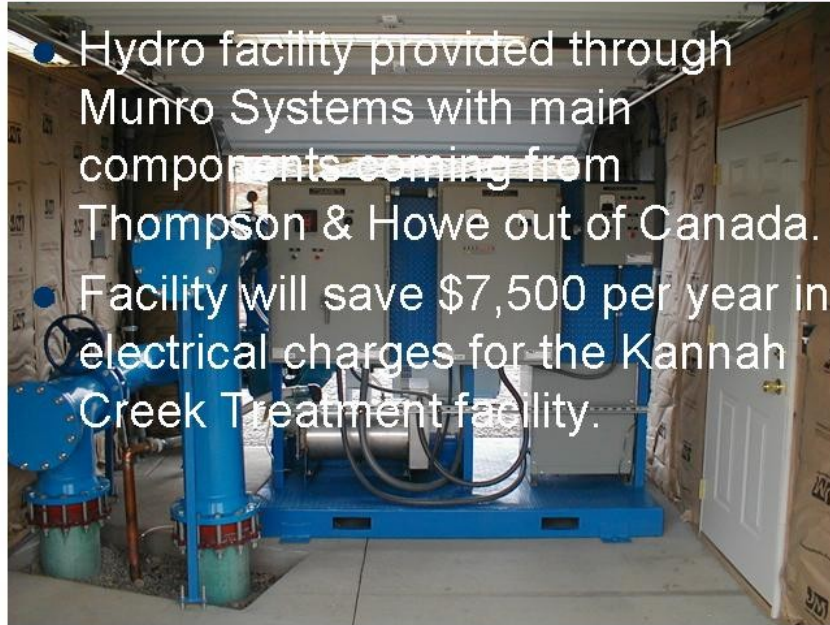 Hydro facility provided through
Munro Systems with main
components coming from
Thompson & Howe out of Canada.
Facility will save $7,500 per year in
electrical charges for the Kannah
Creek Treatment facility.